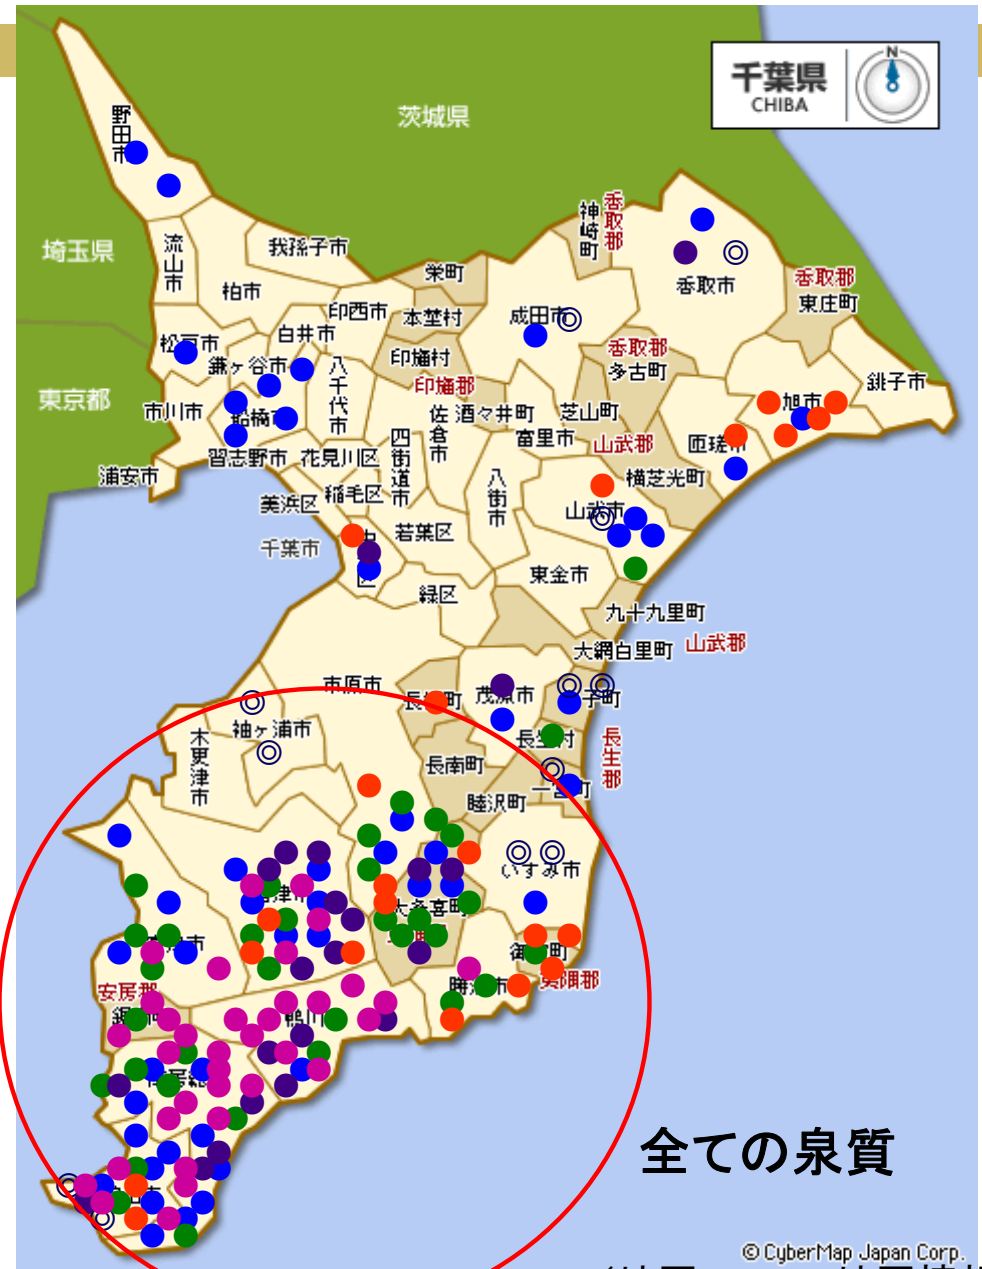 千葉県
CHIBA
N
茨城県
野田市
埼玉県
流山市
我孫子市
柏市
栄町
神崎町
香取郡
香取市
香取郡
東庄町
印西市
本埜村
成田市
白井市
松戸市
鎌ヶ谷市
印旛村
印旛郡
香取郡
多古町
東京都
八千代市
銚子市
旭市
市川市
船橋市
佐倉市
酒々井町
芝山町
富里市
山武郡
匝瑳市
習志野市
花見川区
四街道市
浦安市
横芝光町
稲毛区
美浜区
八街市
山武市
若葉区
千葉市
東金市
緑区
九十九里町
大網白里町
山武郡
市原市
茂原市
袖ヶ浦市
木更津市
長生村
長生郡
長南町
一宮町
睦沢町
いすみ市
大多喜町
夷隅郡
安房郡
全ての泉質
© CyberMap Japan Corp.